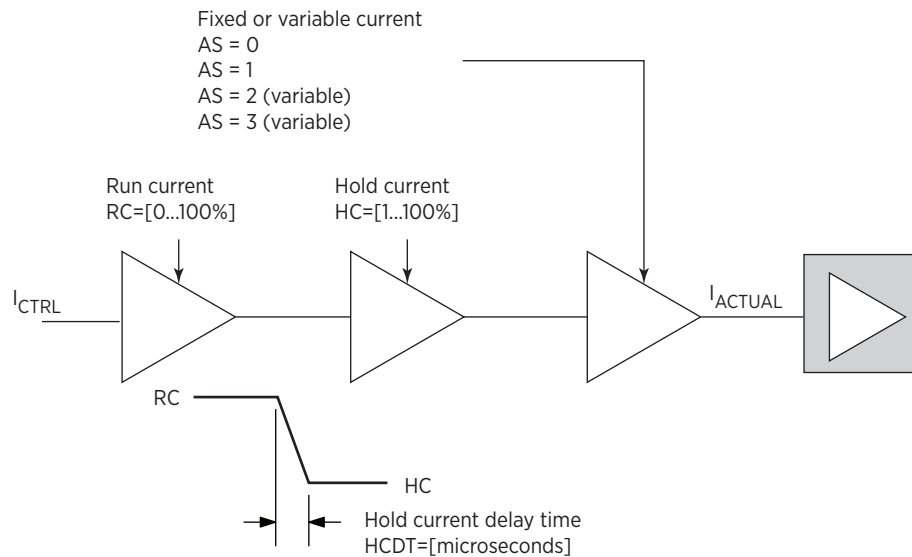 Fixed or variable current
AS = 0
AS = 1
AS = 2 (variable)
AS = 3 (variable)
Run current
RC=[0...100%]
Hold current
HC=[1...100%]
ICTRL
IACTUAL
RC
HC
Hold current delay time
HCDT=[microseconds]